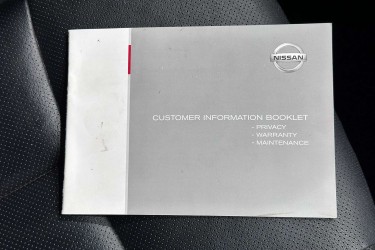 NISSAN
CUSTOMER INFORMATION BOOKLET
- PRIVACY
- WARRANTY
- MAINTENANCE